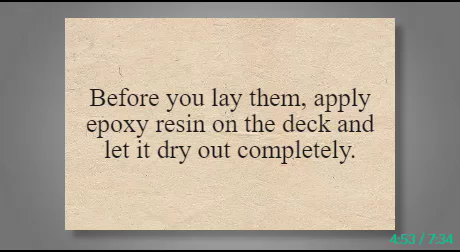 Before you lay them, apply
epoxy resin on the deck and
let it dry out completely.
4:53 / 7:34